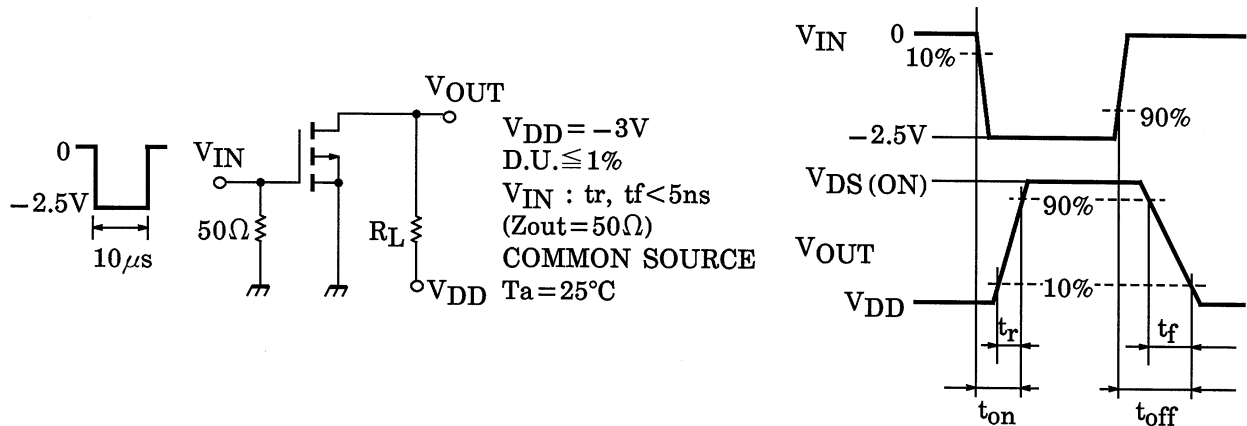 0
-2.5V
10μs
VIN
50Ω
VOUT
RL
VDD
VDD = -3V
D.U. ≦ 1%
VIN : tr, tf < 5ns
(Zout = 50Ω)
COMMON SOURCE
Ta = 25°C
VIN
0
10%
90%
-2.5V
VDS (ON)
90%
VOUT
10%
VDD
tr
tf
ton
toff